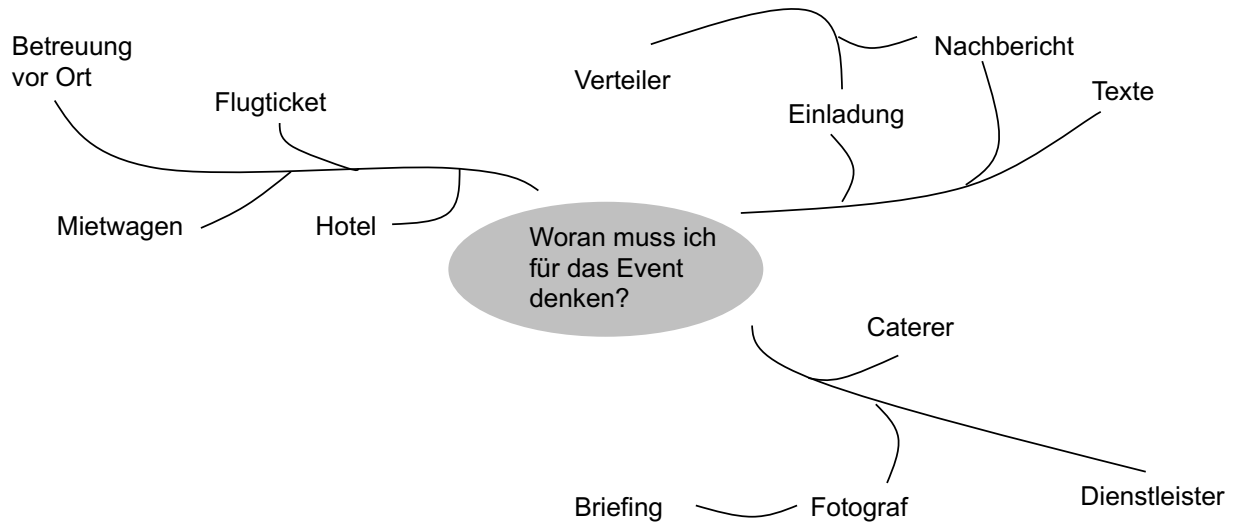 Betreuung
vor Ort
Flugticket
Mietwagen
Hotel
Verteiler
Einladung
Nachbericht
Texte
Woran muss ich
für das Event
denken?
Caterer
Briefing
Fotograf
Dienstleister